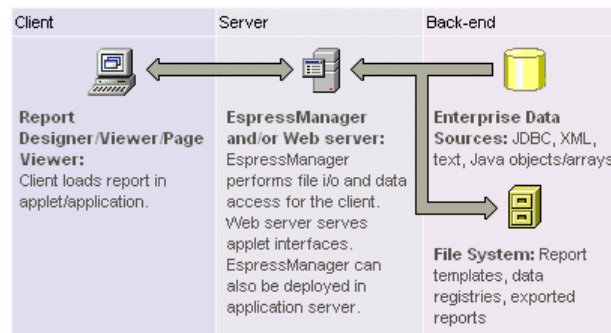 Client
Server
Back-end
Report
Designer/Viewer/Page
Viewer:
Client loads report in
applet/application.
EspressManager
and/or Web server:
EspressManager
performs file i/o and data
access for the client.
Web server serves
applet interfaces.
EspressManager can
also be deployed in
application server.
Enterprise Data
Sources: JDBC, XML,
text, Java objects/arrays
File System: Report
templates, data
registries, exported
reports